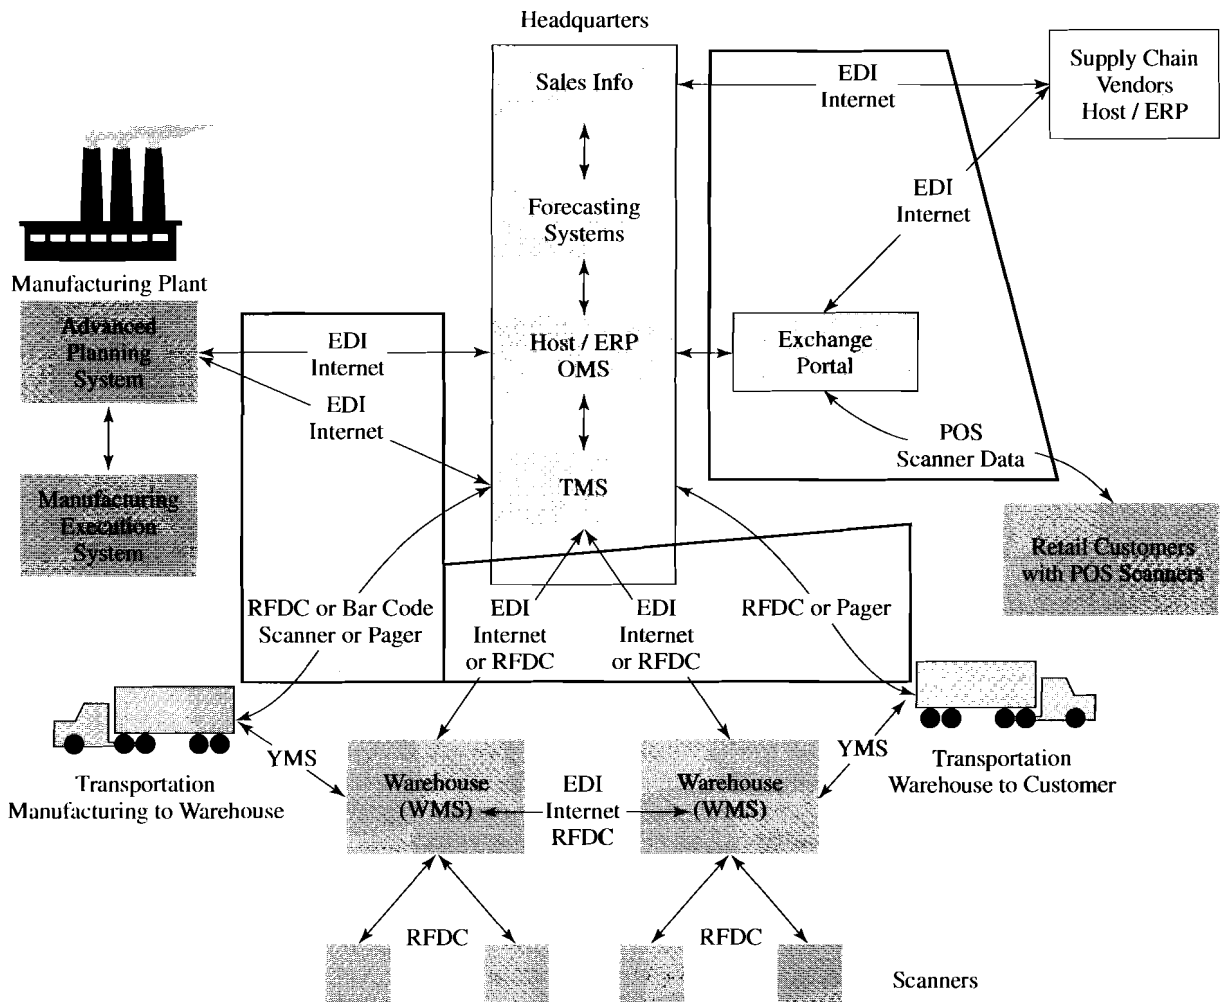 Headquarters
Sales Info
EDI
Internet
Supply Chain
Vendors
Host / ERP
EDI
Internet
Forecasting
Systems
Manufacturing Plant
Advanced
Planning
System
EDI
Internet
Host / ERP
OMS
Exchange
Portal
EDI
Internet
POS
Scanner Data
Manufacturing
Execution
System
TMS
Retail Customers
with POS Scanners
RFDC or Bar Code
Scanner or Pager
EDI
Internet
or RFDC
EDI
Internet
or RFDC
RFDC or Pager
YMS
YMS
Transportation
Manufacturing to Warehouse
Warehouse
(WMS)
EDI
Internet
RFDC
Warehouse
(WMS)
Transportation
Warehouse to Customer
RFDC
RFDC
Scanners